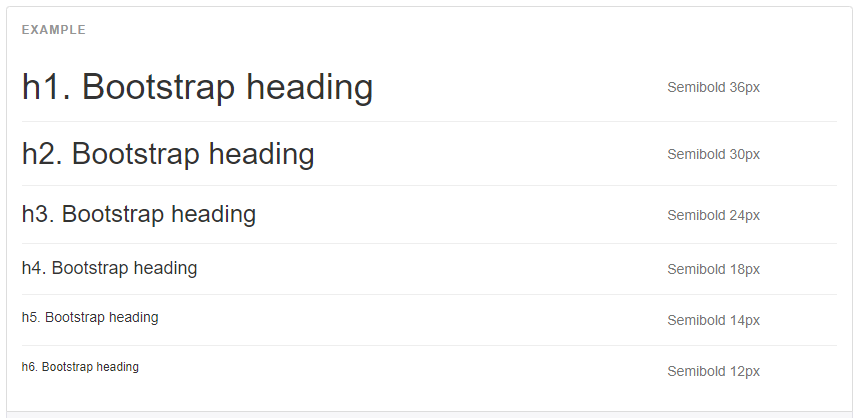 EXAMPLE
h1. Bootstrap heading Semibold 36px
h2. Bootstrap heading Semibold 30px
h3. Bootstrap heading Semibold 24px
h4. Bootstrap heading Semibold 18px
h5. Bootstrap heading Semibold 14px
h6. Bootstrap heading Semibold 12px